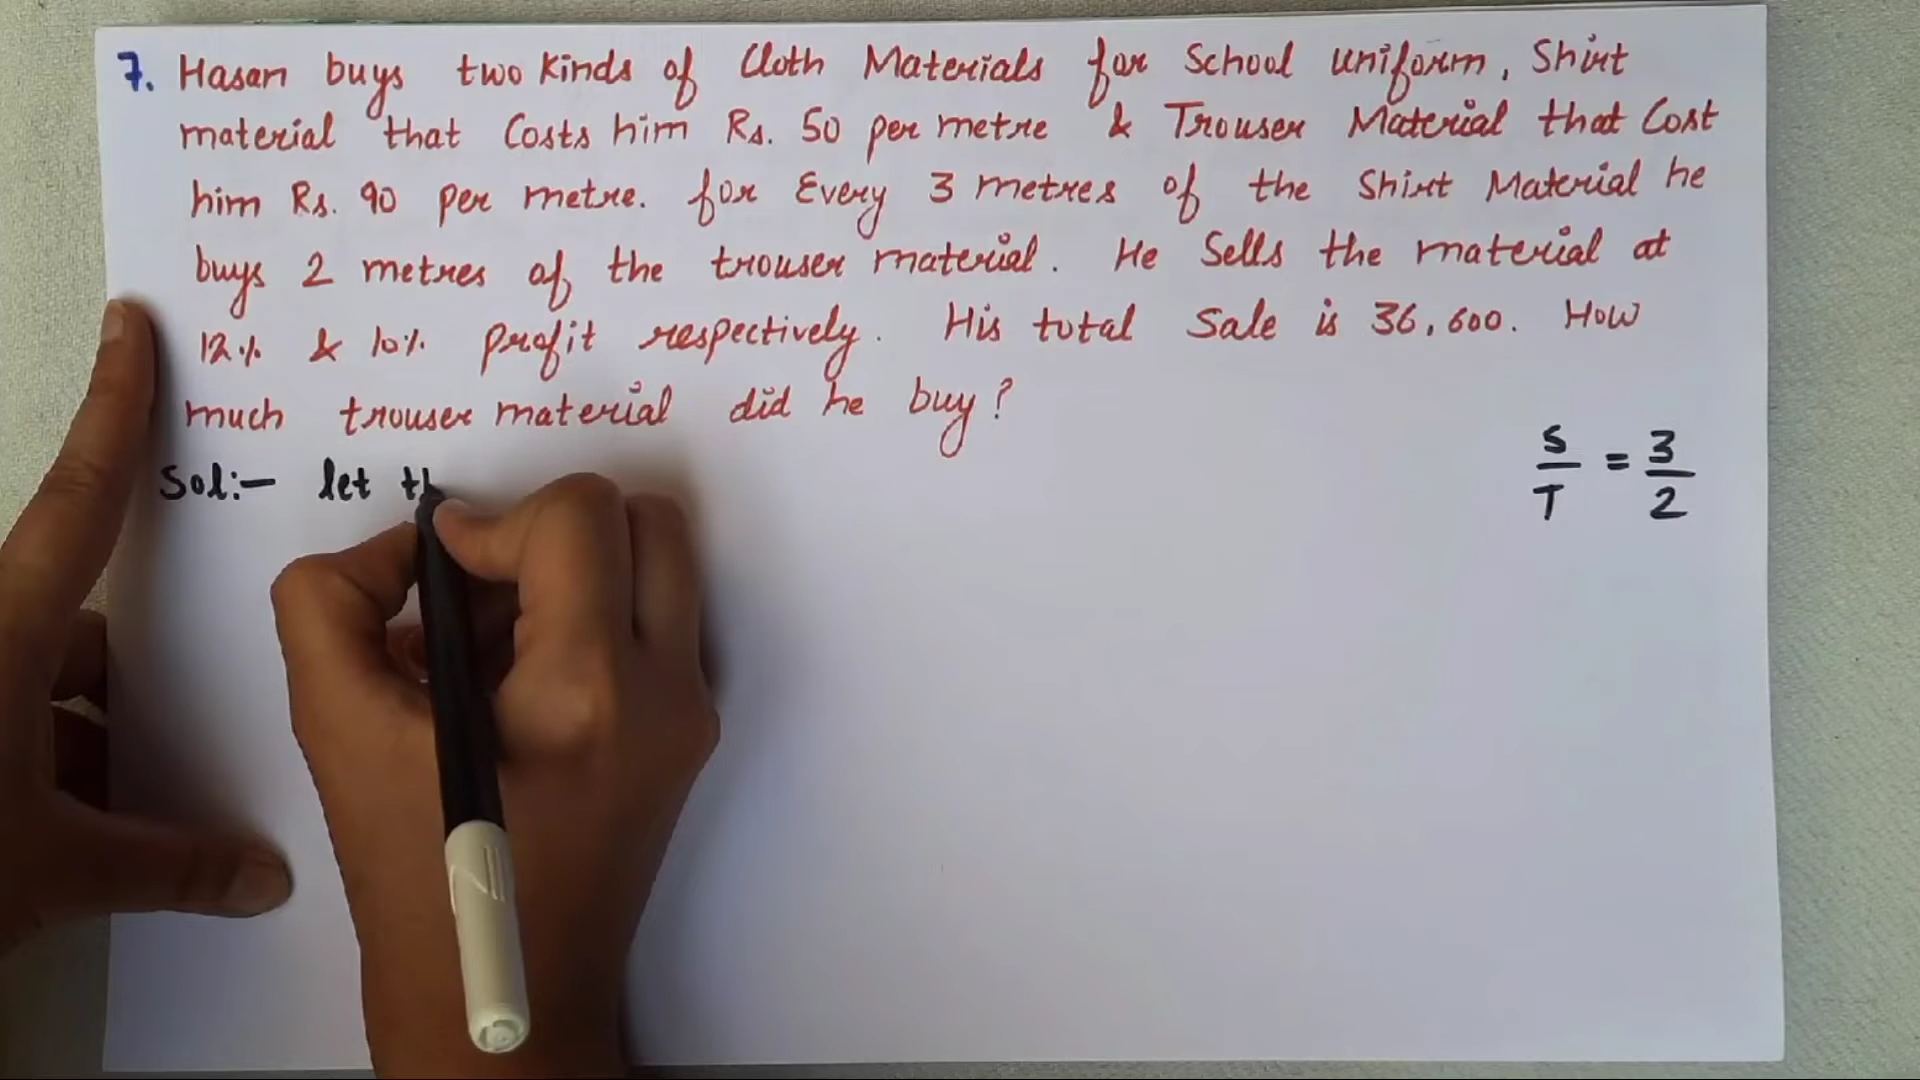 7. Hasan buys two kinds of Cloth Materials for School uniform, Shirt
material that Costs him Rs. 50 per metre & Trouser Material that Cost
him Rs. 90 per metre. for Every 3 metres of the Shirt Material he
buys 2 metres of the trouser material. He Sells the material at
12% & 10% profit respectively. His total Sale is 36,600. How
much trouser material did he buy?
Sol:- let th
S/T = 3/2